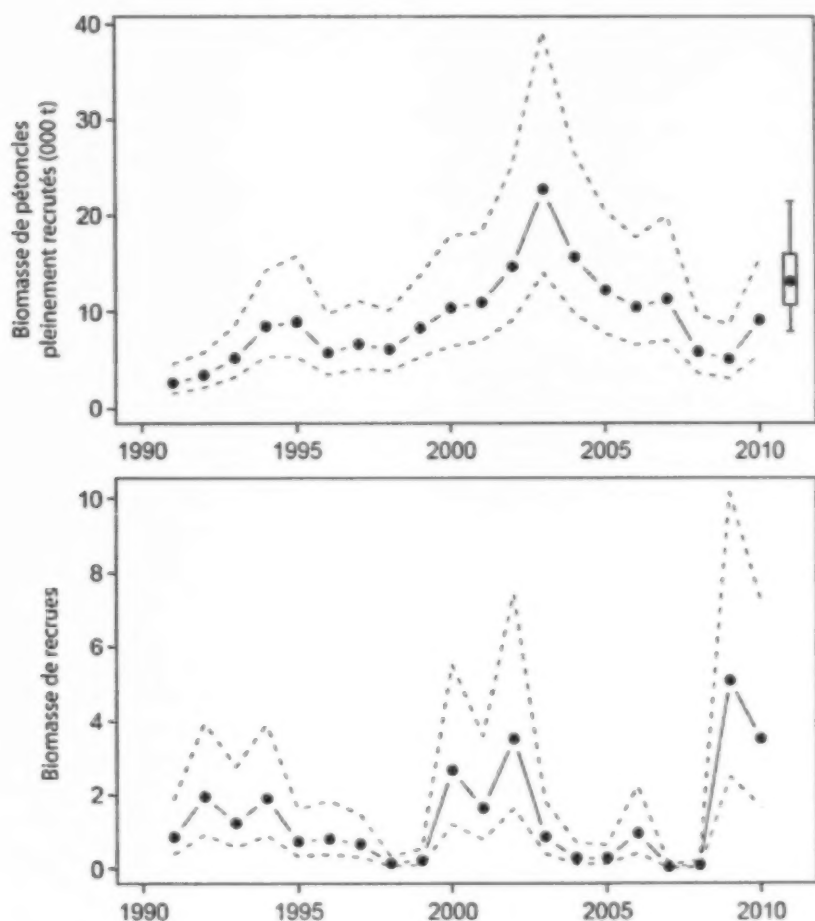 Biomasse de pétoncles
pleinement recrutés (000 t)
40
30
20
10
0
1990 1995 2000 2005 2010
Biomasse de recrues
10
8
6
4
2
0
1990 1995 2000 2005 2010